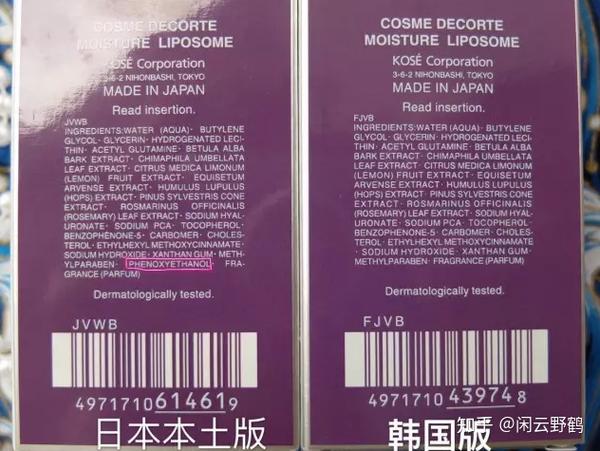 COSME DECORTE
MOISTURE LIPOSOME
KOSÉ Corporation
3-6-2 NIHONBASHI, TOKYO
MADE IN JAPAN
Read insertion.
JVWB
INGREDIENTS:WATER (AQUA)· BUTYLENE
GLYCOL· GLYCERIN· HYDROGENATED LECI-
THIN· ACETYL GLUTAMINE· BETULA ALBA
BARK EXTRACT· CHIMAPHILA UMBELLATA
LEAF EXTRACT· CITRUS MEDICA LIMONUM
(LEMON) FRUIT EXTRACT· EQUISETUM
ARVENSE EXTRACT· HUMULUS LUPULUS
(HOPS) EXTRACT· PINUS SYLVESTRIS CONE
EXTRACT· ROSMARINUS OFFICINALIS
(ROSEMARY) LEAF EXTRACT· SODIUM HYAL-
URONATE· SODIUM PCA· TOCOPHEROL·
BENZOPHENONE-5· CARBOMER· CHOLES-
TEROL· ETHYLHEXYL METHOXYCINNAMATE·
SODIUM HYDROXIDE· XANTHAN GUM· METH-
YLPARABEN· PHENOXYETHANOL· FRA-
GRANCE (PARFUM)
Dermatologically tested.
JVWB
4971710614619
日本本土版
COSME DECORTE
MOISTURE LIPOSOME
KOSÉ Corporation
3-6-2 NIHONBASHI, TOKYO
MADE IN JAPAN
Read insertion.
FJVB
INGREDIENTS:WATER (AQUA)· BUTYLENE
GLYCOL· GLYCERIN· HYDROGENATED LECI-
THIN· ACETYL GLUTAMINE· BETULA ALBA
BARK EXTRACT· CHIMAPHILA UMBELLATA
LEAF EXTRACT· CITRUS MEDICA LIMONUM
(LEMON) FRUIT EXTRACT· EQUISETUM
ARVENSE EXTRACT· HUMULUS LUPULUS
(HOPS) EXTRACT· PINUS SYLVESTRIS CONE
EXTRACT· ROSMARINUS OFFICINALIS
(ROSEMARY) LEAF EXTRACT· SODIUM HYAL-
URONATE· SODIUM PCA· TOCOPHEROL·
BENZOPHENONE-5· CARBOMER· CHOLES-
TEROL· ETHYLHEXYL METHOXYCINNAMATE
· SODIUM HYDROXIDE· XANTHAN GUM·
METHYLPARABEN· FRAGRANCE (PARFUM)
Dermatologically tested.
FJVB
4971710439748
韩国版
知乎 @闲云野鹤